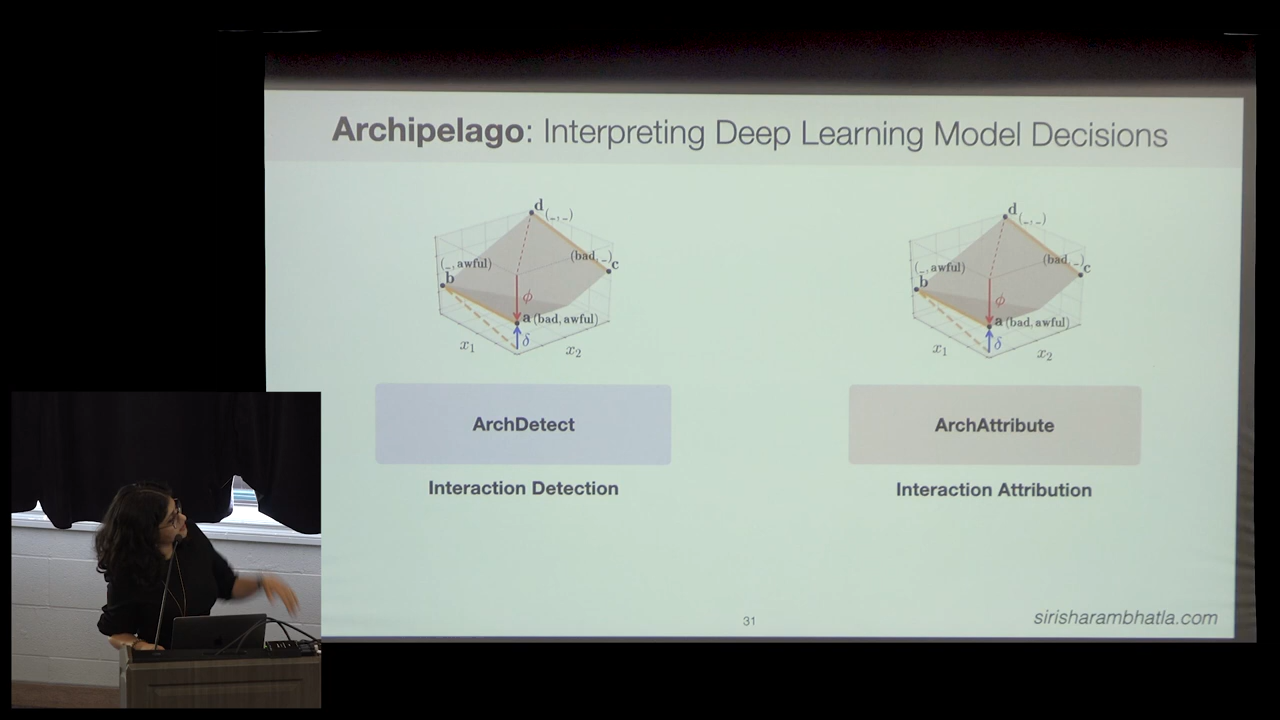 Archipelago: Interpreting Deep Learning Model Decisions
d (_, _)
(_, awful)
(bad, _)
b
c
ϕ
a (bad, awful)
δ
x₁
x₂
d (_, _)
(_, awful)
(bad, _)
b
c
ϕ
a (bad, awful)
δ
x₁
x₂
ArchDetect
ArchAttribute
Interaction Detection
Interaction Attribution
31
sirisharambhatla.com